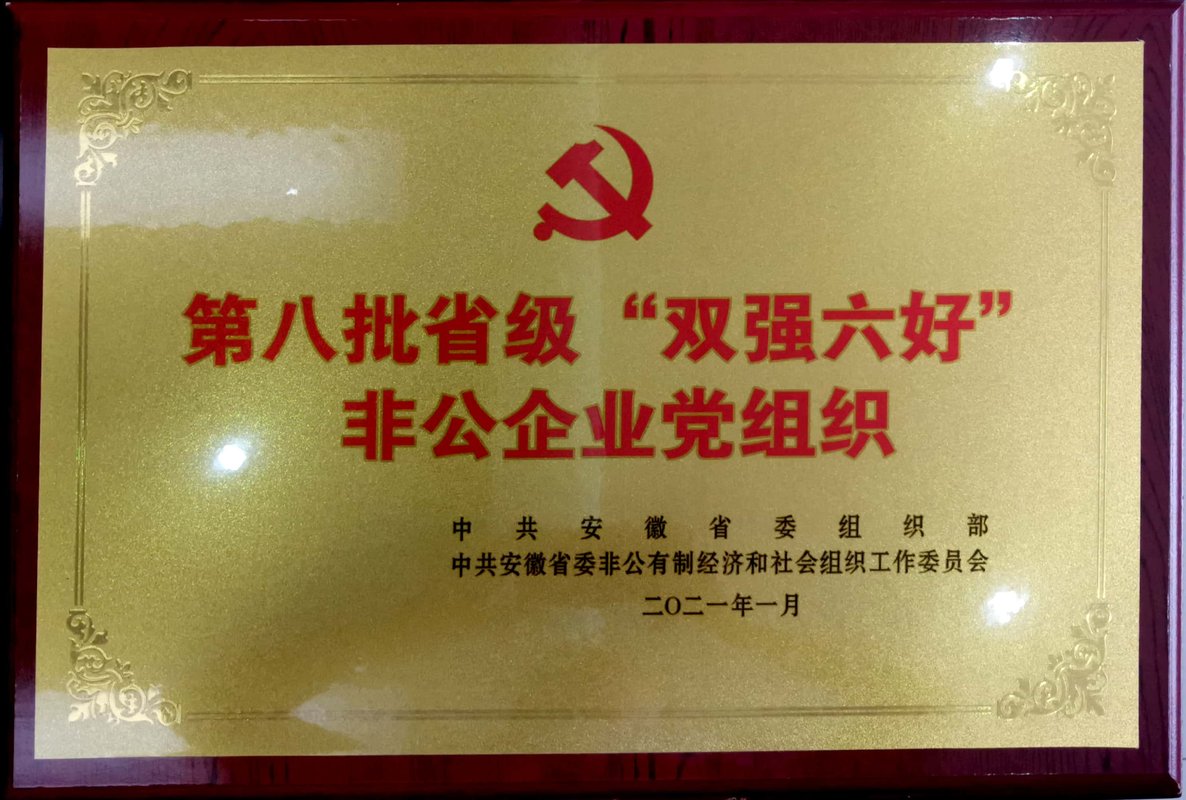 第八批省级“双强六好”
非公企业党组织
中共安徽省委组织部
中共安徽省委非公有制经济和社会组织工作委员会
二〇二一年一月